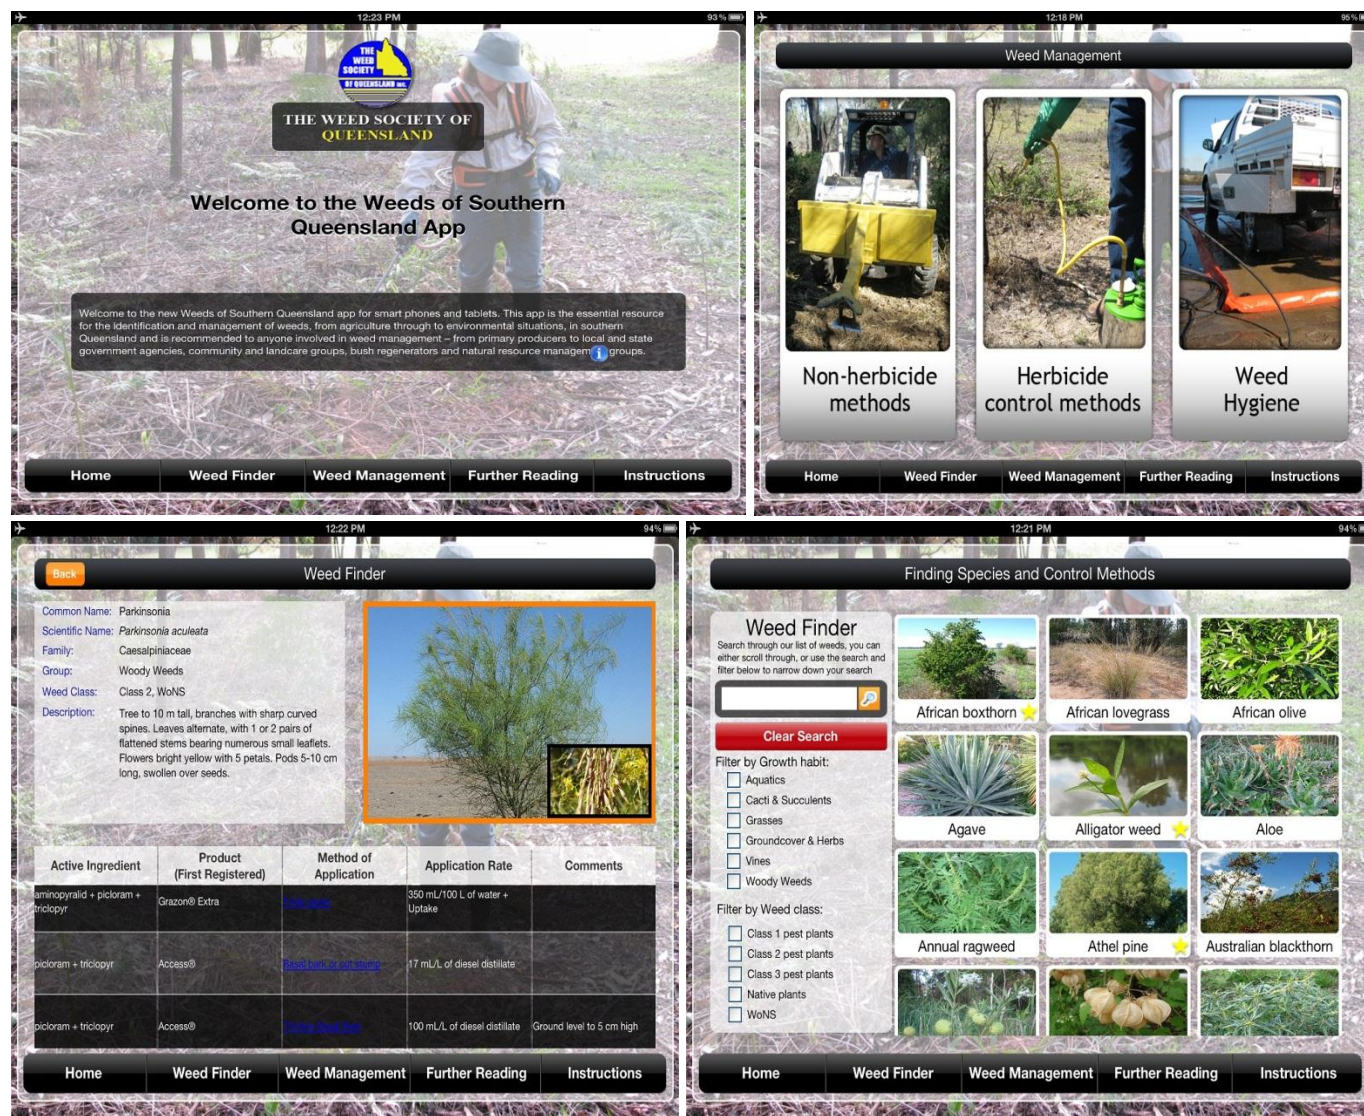 12:23 PM
93%
THE
WEED
SOCIETY
OF QUEENSLAND INC.
THE WEED SOCIETY OF
QUEENSLAND
Welcome to the Weeds of Southern
Queensland App
Welcome to the new Weeds of Southern Queensland app for smart phones and tablets. This app is the essential resource
for the identification and management of weeds, from agriculture through to environmental situations, in southern
Queensland and is recommended to anyone involved in weed management – from primary producers to local and state
government agencies, community and landcare groups, bush regenerators and natural resource managem groups.
Home Weed Finder Weed Management Further Reading Instructions
12:18 PM
95%
Weed Management
Non-herbicide
methods
Herbicide
control methods
Weed
Hygiene
Home Weed Finder Weed Management Further Reading Instructions
12:22 PM
94%
Back
Weed Finder
Common Name: Parkinsonia
Scientific Name: Parkinsonia aculeata
Family: Caesalpiniaceae
Group: Woody Weeds
Weed Class: Class 2, WoNS
Description: Tree to 10 m tall, branches with sharp curved
spines. Leaves alternate, with 1 or 2 pairs of
flattened stems bearing numerous small leaflets.
Flowers bright yellow with 5 petals. Pods 5-10 cm
long, swollen over seeds.
Active Ingredient
Product
(First Registered)
Method of
Application
Application Rate
Comments
aminopyralid + picloram +
triclopyr
Grazon® Extra
350 mL/100 L of water +
Uptake
picloram + triclopyr
Access®
Basal bark or cut stump
17 mL/L of diesel distillate
picloram + triclopyr
Access®
100 mL/L of diesel distillate
Ground level to 5 cm high
Home Weed Finder Weed Management Further Reading Instructions
12:21 PM
94%
Finding Species and Control Methods
Weed Finder
Search through our list of weeds, you can
either scroll through, or use the search and
filter below to narrow down your search
Clear Search
Filter by Growth habit:
Aquatics
Cacti & Succulents
Grasses
Groundcover & Herbs
Vines
Woody Weeds
Filter by Weed class:
Class 1 pest plants
Class 2 pest plants
Class 3 pest plants
Native plants
WoNS
African boxthorn
African lovegrass
African olive
Agave
Alligator weed
Aloe
Annual ragweed
Athel pine
Australian blackthorn
Home Weed Finder Weed Management Further Reading Instructions